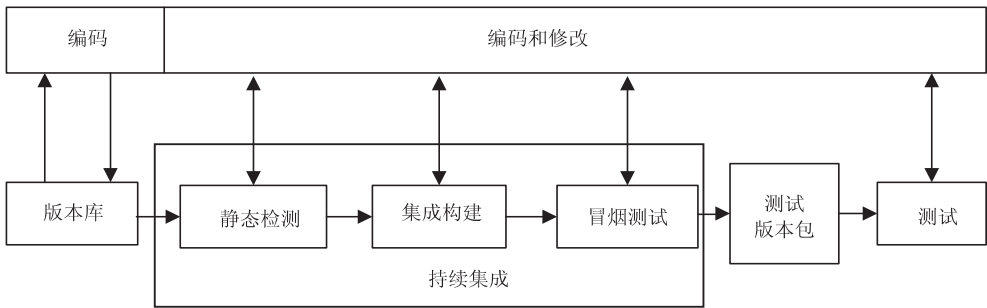 编码
编码和修改
版本库
静态检测
集成构建
冒烟测试
测试
版本包
测试
持续集成